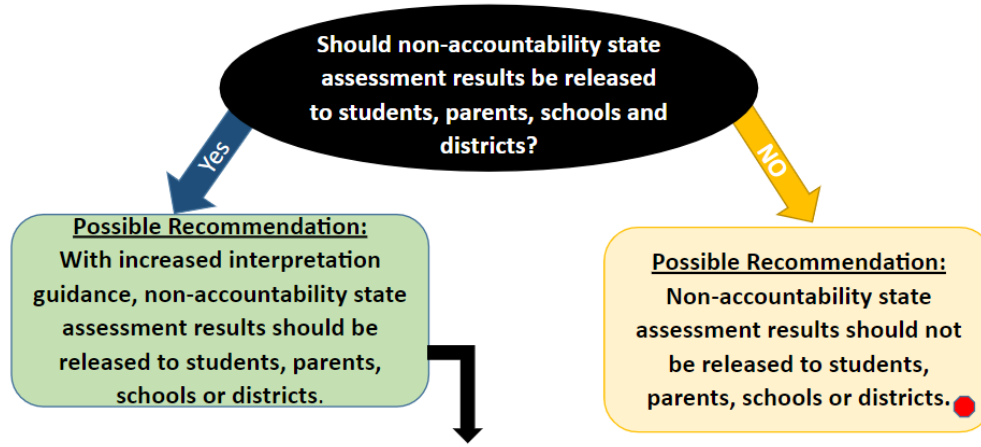 Should non-accountability state
assessment results be released
to students, parents, schools and
districts?
Yes
NO
Possible Recommendation:
With increased interpretation
guidance, non-accountability state
assessment results should be
released to students, parents,
schools or districts.
Possible Recommendation:
Non-accountability state
assessment results should not
be released to students,
parents, schools or districts.